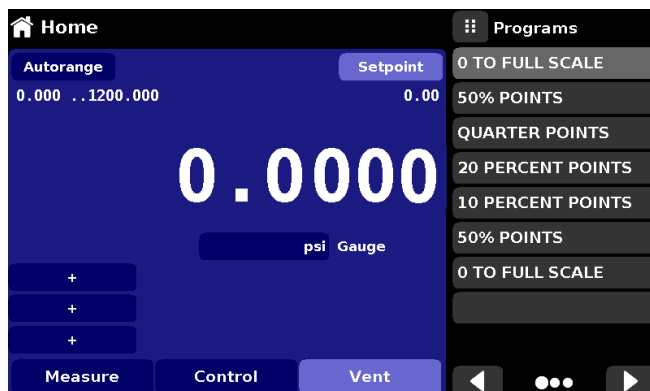 Home
Autorange
Setpoint
0.000 ..1200.000
0.00
0.0000
psi Gauge
+
+
+
Measure
Control
Vent
Programs
0 TO FULL SCALE
50% POINTS
QUARTER POINTS
20 PERCENT POINTS
10 PERCENT POINTS
50% POINTS
0 TO FULL SCALE